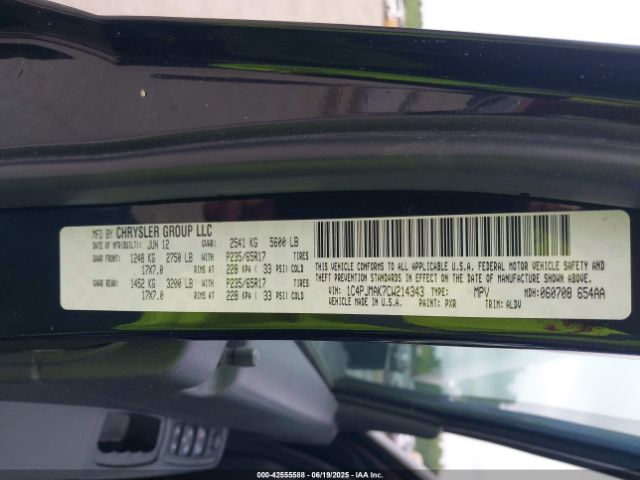 MFD BY CHRYSLER GROUP LLC
DATE OF MFR(BUILT): JUN 12 GVWR: 2541 KG 5600 LB
GAWR FRONT: 1248 KG 2750 LB P235/65R17 TIRES
17X7.0 RIMS AT 228 KPA/ 33 PSI COLD
GAWR REAR: 1452 KG 3200 LB P235/65R17 TIRES
17X7.0 RIMS AT 228 KPA/ 33 PSI COLD
THIS VEHICLE CONFORMS TO ALL APPLICABLE U.S.A. FEDERAL MOTOR VEHICLE SAFETY AND
THEFT PREVENTION STANDARDS IN EFFECT ON THE DATE OF MANUFACTURE SHOWN ABOVE.
VIN: 1C4PJMAK7CW214343 TYPE: MPV MDH: 060708 654AA
VEHICLE MADE IN U.S.A. PAINT: PXR TRIM: ALDV
000-42555588 - 06/19/2025 - IAA Inc.